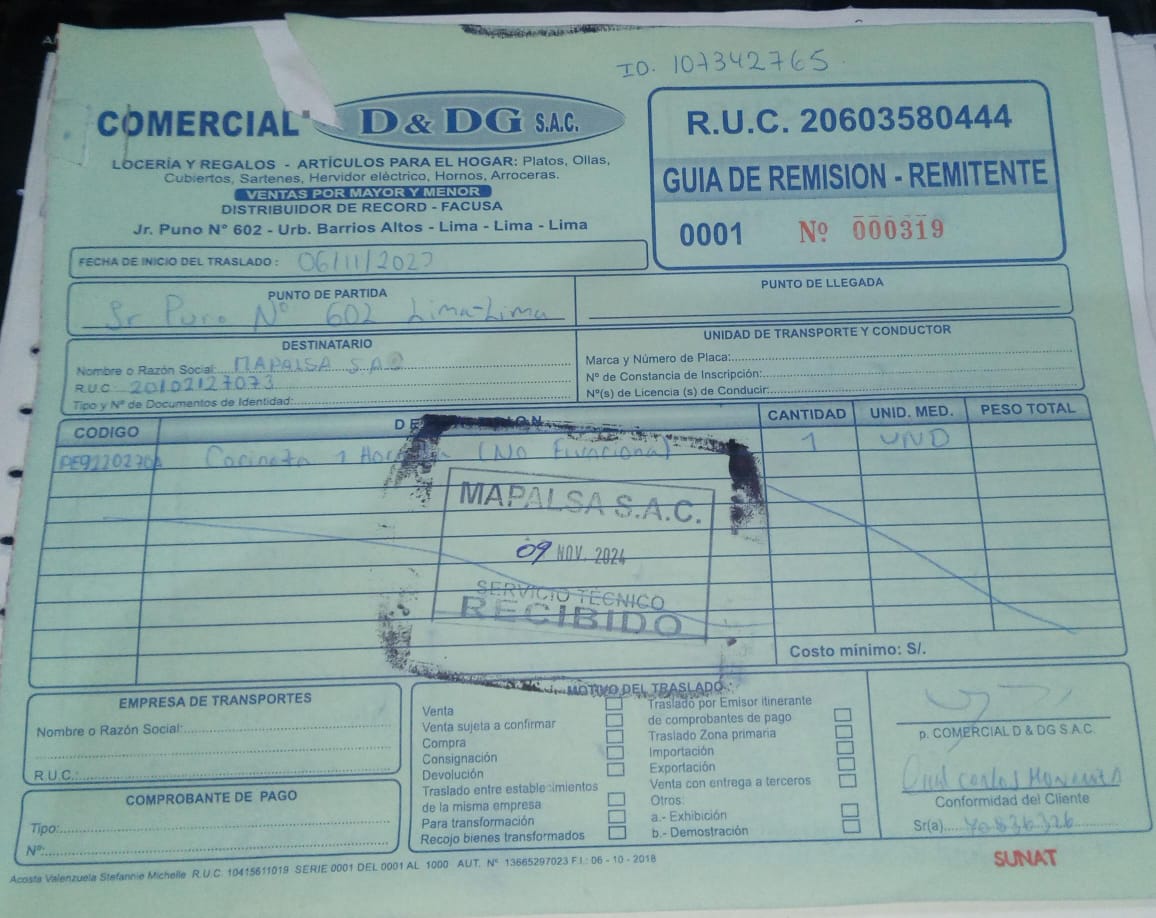 ID. 107342765
COMERCIAL D & DG S.A.C.
LOCERÍA Y REGALOS - ARTÍCULOS PARA EL HOGAR: Platos, Ollas,
Cubiertos, Sartenes, Hervidor eléctrico, Hornos, Arroceras.
VENTAS POR MAYOR Y MENOR
DISTRIBUIDOR DE RECORD - FACUSA
Jr. Puno N° 602 - Urb. Barrios Altos - Lima - Lima - Lima
R.U.C. 20603580444
GUIA DE REMISION - REMITENTE
0001 Nº 000319
FECHA DE INICIO DEL TRASLADO: 06/11/2023
PUNTO DE PARTIDA
Jr Puno N° 602 Lima-Lima
PUNTO DE LLEGADA
DESTINATARIO
Nombre o Razón Social: MAPALSA S.A.C
R.U.C. 20102127073
Tipo y Nº de Documentos de Identidad:
UNIDAD DE TRANSPORTE Y CONDUCTOR
Marca y Número de Placa:
N° de Constancia de Inscripción:
Nº(s) de Licencia (s) de Conducir:
CODIGO CANTIDAD UNID. MED. PESO TOTAL
Cocineta 1 (No Funciona) 1 UND
MAPALSA S.A.C.
09 NOV. 2024
SERVICIO TÉCNICO
RECIBIDO
Costo mínimo: S/.
EMPRESA DE TRANSPORTES
Nombre o Razón Social:
R.U.C.:
COMPROBANTE DE PAGO
Tipo:
Nº:
MOTIVO DEL TRASLADO:
Venta
Venta sujeta a confirmar
Compra
Consignación
Devolución
Traslado entre establecimientos
de la misma empresa
Para transformación
Recojo bienes transformados
Traslado por Emisor Itinerante
de comprobantes de pago
Traslado Zona primaria
Importación
Exportación
Venta con entrega a terceros
Otros:
a.- Exhibición
b.- Demostración
p. COMERCIAL D & DG S.A.C.
Conformidad del Cliente
Sr(a). 70836326
SUNAT
Acosta Valenzuela Stefannie Michelle R.U.C. 10415611019 SERIE 0001 DEL 0001 AL 1000 AUT. N° 13665297023 F.I.: 06 - 10 - 2018